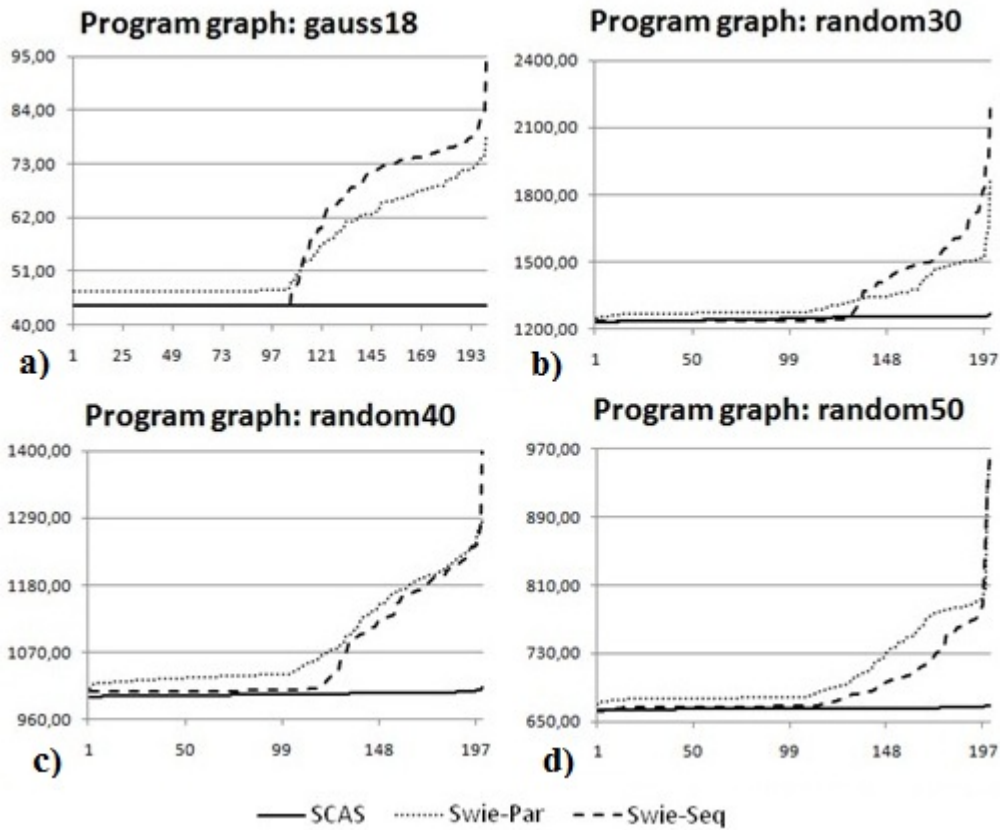 Program graph: gauss18
95,00
84,00
73,00
62,00
51,00
40,00
1 25 49 73 97 121 145 169 193
a)
Program graph: random30
2400,00
2100,00
1800,00
1500,00
1200,00
1 50 99 148 197
b)
Program graph: random40
1400,00
1290,00
1180,00
1070,00
960,00
1 50 99 148 197
c)
Program graph: random50
970,00
890,00
810,00
730,00
650,00
1 50 99 148 197
d)
SCAS Swie-Par Swie-Seq